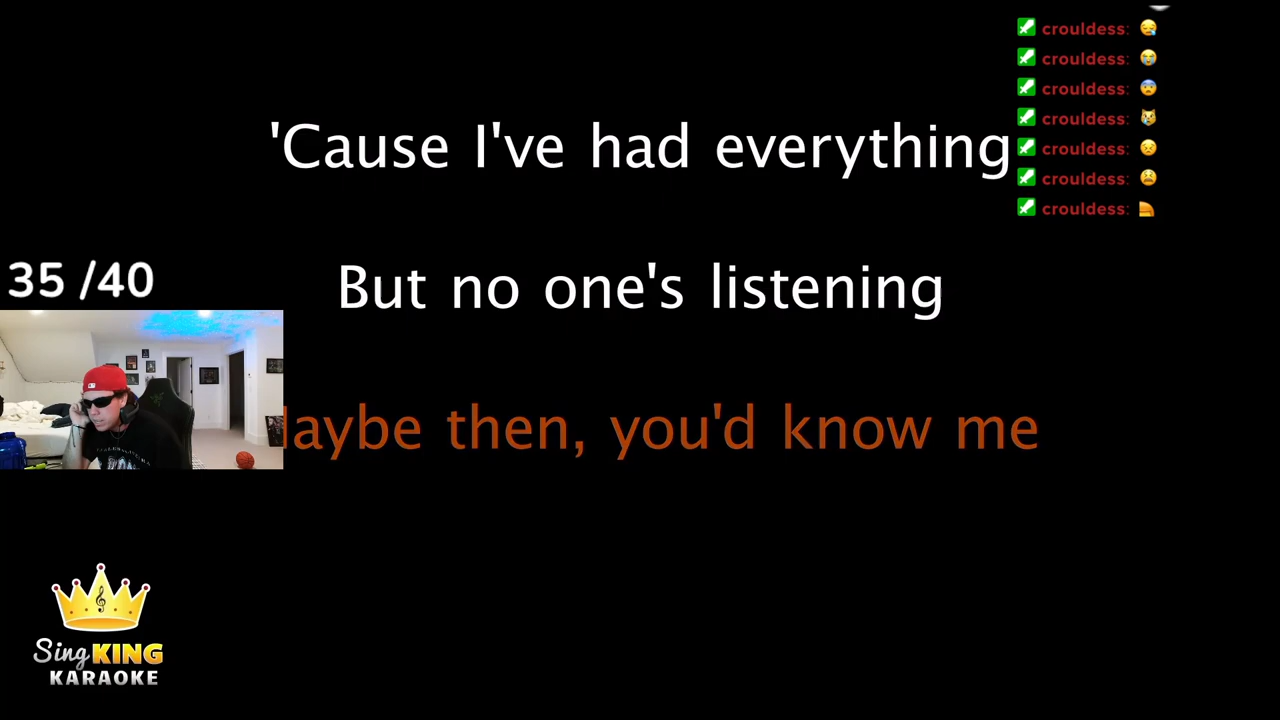 crouldess: 😪
crouldess: 😭
crouldess: 😨
crouldess: 😿
crouldess: 😣
crouldess: 😫
crouldess:
'Cause I've had everything
But no one's listening
35 /40
aybe then, you'd know me
Sing KING
KARAOKE